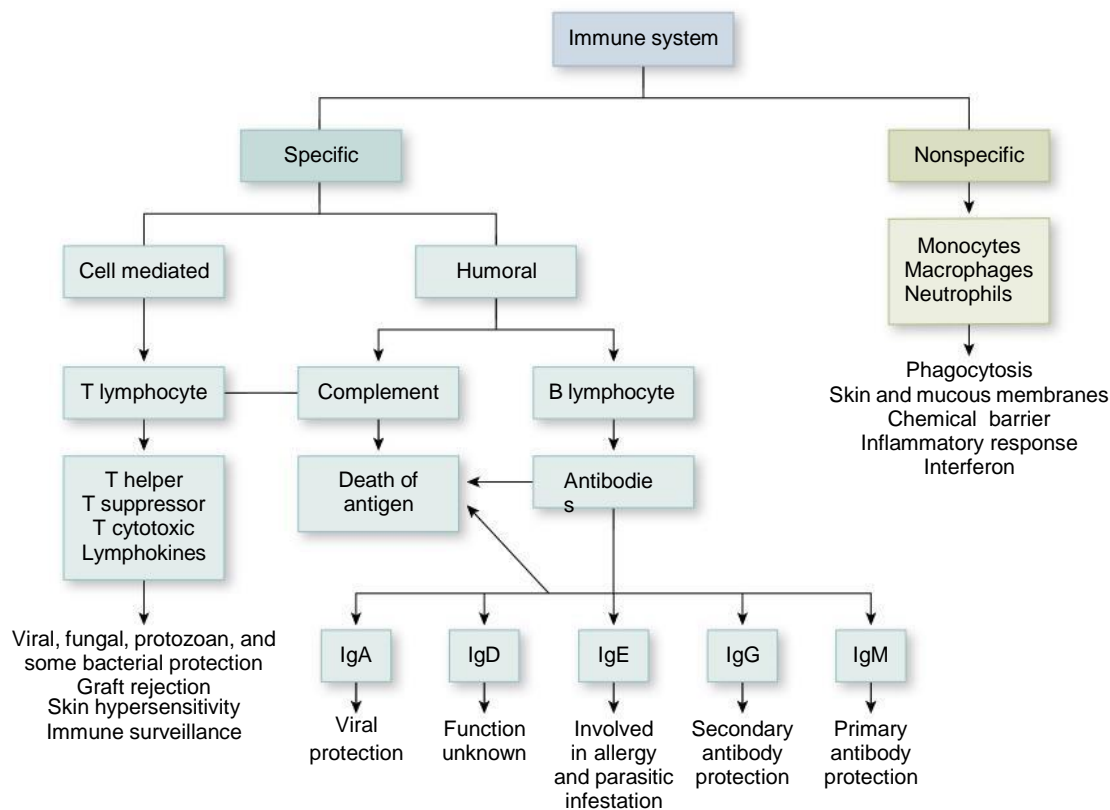 Immune system
Specific
Nonspecific
Cell mediated
Humoral
Monocytes
Macrophages
Neutrophils
T lymphocyte
Complement
B lymphocyte
Phagocytosis
Skin and mucous membranes
Chemical barrier
Inflammatory response
Interferon
T helper
T suppressor
T cytotoxic
Lymphokines
Death of
antigen
Antibodie
s
Viral, fungal, protozoan, and
some bacterial protection
Graft rejection
Skin hypersensitivity
Immune surveillance
IgA
IgD
IgE
IgG
IgM
Viral
protection
Function
unknown
Involved
in allergy
and parasitic
infestation
Secondary
antibody
protection
Primary
antibody
protection